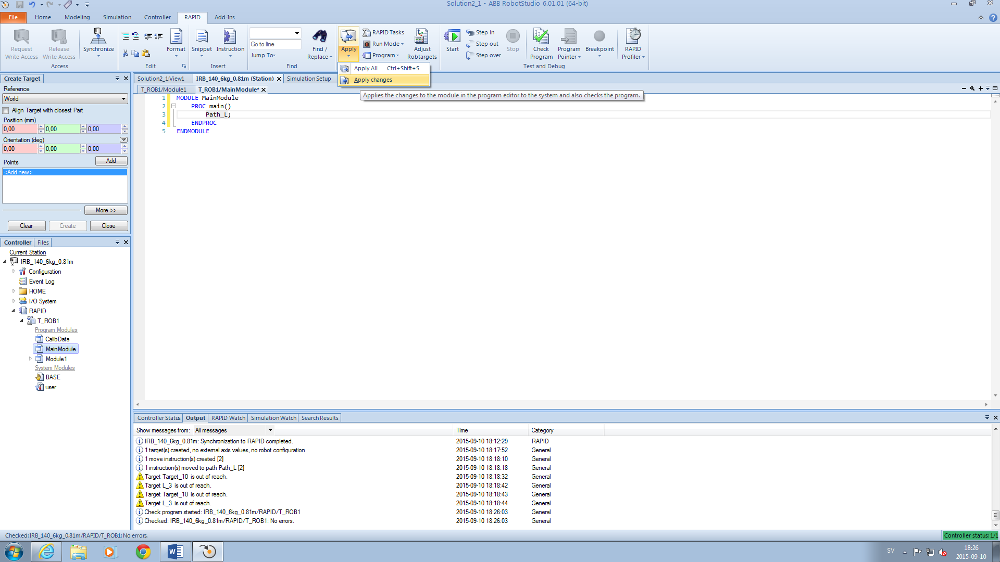 Solution2_1 - ABB RobotStudio 6.01.01 (64-bit)
File Home Modeling Simulation Controller RAPID Add-Ins
Request Write Access
Release Write Access
Synchronize
Access
Format
Edit
Snippet
Instruction
Insert
Go to line
Jump To
Find / Replace
Find
Apply
RAPID Tasks
Run Mode
Program
Adjust Robtargets
Start
Step in
Step out
Step over
Stop
Check Program
Program Pointer
Breakpoint
RAPID Profiler
Test and Debug
Apply All Ctrl+Shift+S
Apply changes
Applies the changes to the module in the program editor to the system and also checks the program.
Create Target
Reference
World
Align Target with closest Part
Position (mm)
0,00 0,00 0,00
Orientation (deg)
0,00 0,00 0,00
Points
Add
<Add new>
More >>
Clear Create Close
Solution2_1:View1 IRB_140_6kg_0.81m (Station) Simulation Setup
T_ROB1/Module1 T_ROB1/MainModule*
1 MODULE MainModule
2 PROC main()
3 Path_L;
4 ENDPROC
5 ENDMODULE
Controller Files
Current Station
IRB_140_6kg_0.81m
Configuration
Event Log
HOME
I/O System
RAPID
T_ROB1
Program Modules
CalibData
MainModule
Module1
System Modules
BASE
user
Controller Status Output RAPID Watch Simulation Watch Search Results
Show messages from: All messages Time Category
IRB_140_6kg_0.81m: Synchronization to RAPID completed. 2015-09-10 18:12:29 RAPID
1 target(s) created, no external axis values, no robot configuration 2015-09-10 18:17:52 General
1 move instruction(s) created [2] 2015-09-10 18:18:10 General
1 instruction(s) moved to path Path_L [2] 2015-09-10 18:18:18 General
Target Target_10 is out of reach. 2015-09-10 18:18:32 General
Target L_3 is out of reach. 2015-09-10 18:18:42 General
Target Target_10 is out of reach. 2015-09-10 18:18:43 General
Target L_3 is out of reach. 2015-09-10 18:18:44 General
Check program started: IRB_140_6kg_0.81m/RAPID/T_ROB1 2015-09-10 18:26:03 General
Checked: IRB_140_6kg_0.81m/RAPID/T_ROB1: No errors. 2015-09-10 18:26:03 General
Checked: IRB_140_6kg_0.81m/RAPID/T_ROB1: No errors.
Controller status: 1/1
SV
18:26
2015-09-10